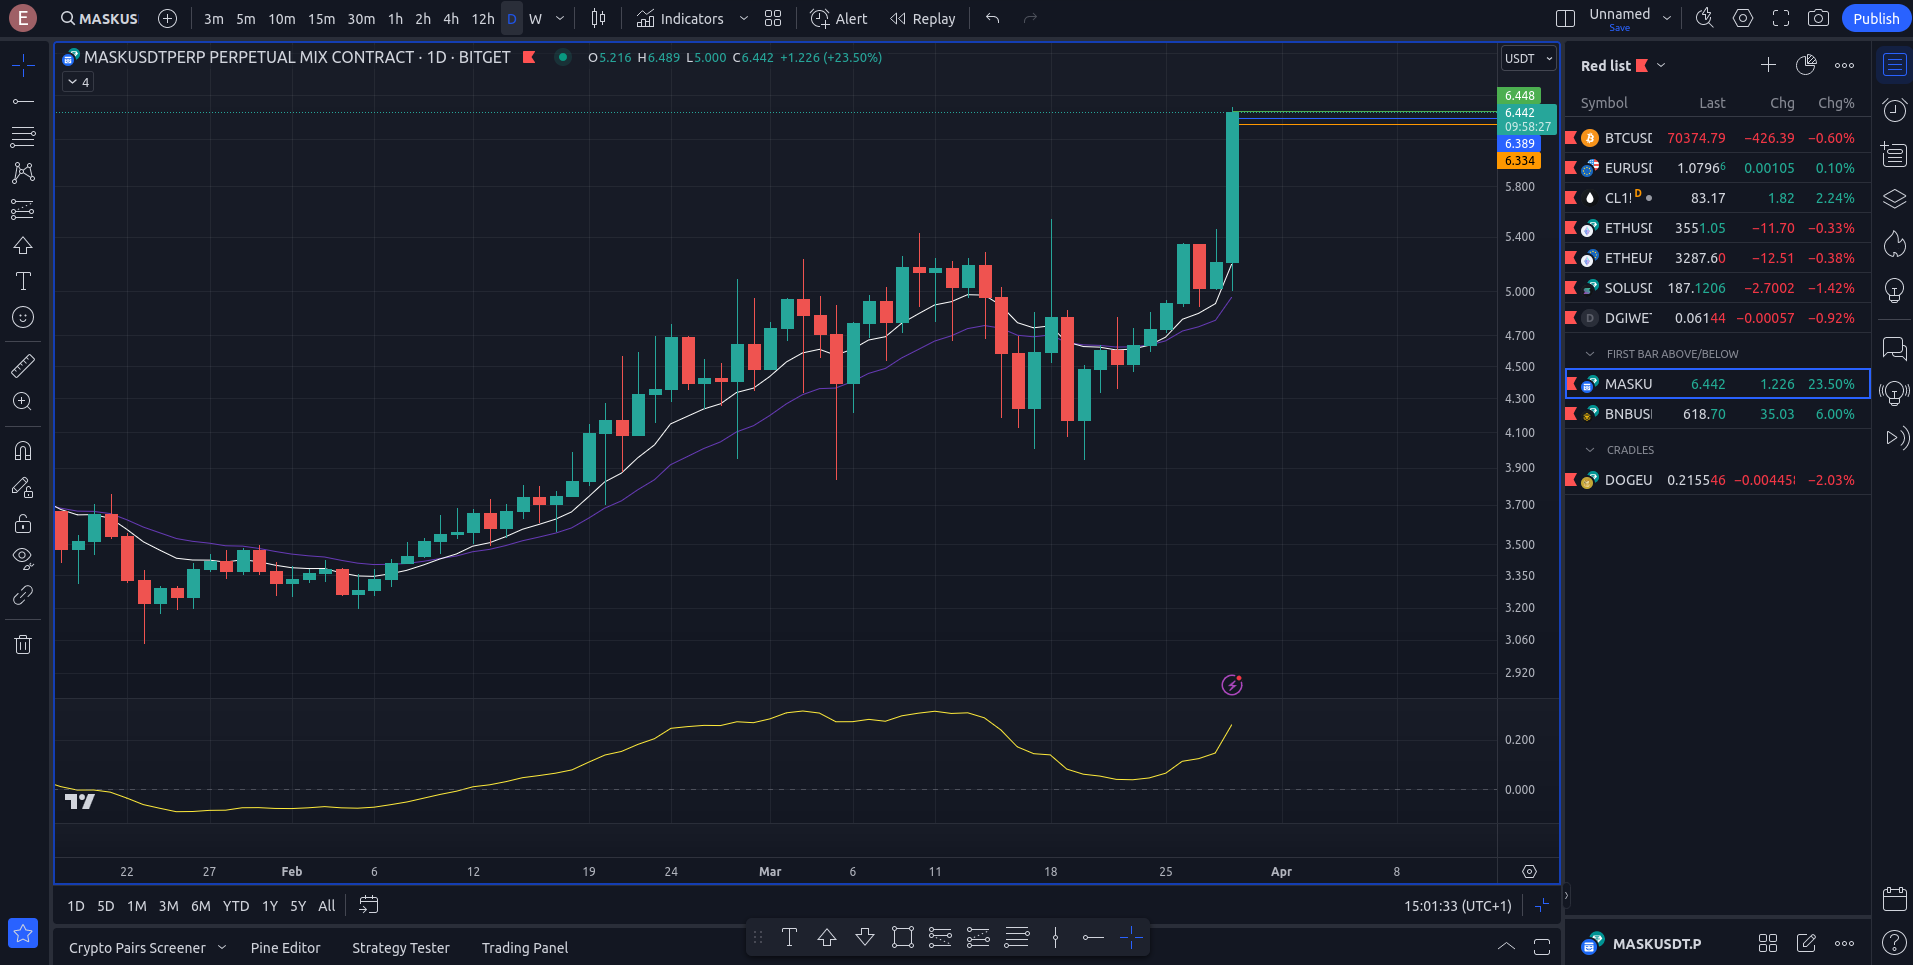 E MASKUS 3m 5m 10m 15m 30m 1h 2h 4h 12h D W Indicators Alert Replay Unnamed Save Publish
MASKUSDTPERP PERPETUAL MIX CONTRACT · 1D · BITGET O5.216 H6.489 L5.000 C6.442 +1.226 (+23.50%)
4
USDT
6.448
6.442
09:58:27
6.389
6.334
5.800
5.400
5.000
4.700
4.500
4.300
4.100
3.900
3.700
3.500
3.350
3.200
3.060
2.920
0.200
0.000
22 27 Feb 6 12 19 24 Mar 6 11 18 25 Apr 8
1D 5D 1M 3M 6M YTD 1Y 5Y All 15:01:33 (UTC+1)
Crypto Pairs Screener Pine Editor Strategy Tester Trading Panel
Red list
Symbol Last Chg Chg%
BTCUSD 70374.79 −426.39 −0.60%
EURUSD 1.07966 0.00105 0.10%
CL1! D 83.17 1.82 2.24%
ETHUSD 3551.05 −11.70 −0.33%
ETHEUR 3287.60 −12.51 −0.38%
SOLUSD 187.1206 −2.7002 −1.42%
D DGIWE 0.06144 −0.00057 −0.92%
FIRST BAR ABOVE/BELOW
MASKU 6.442 1.226 23.50%
BNBUS 618.70 35.03 6.00%
CRADLES
DOGEU 0.215546 −0.004458 −2.03%
MASKUSDT.P